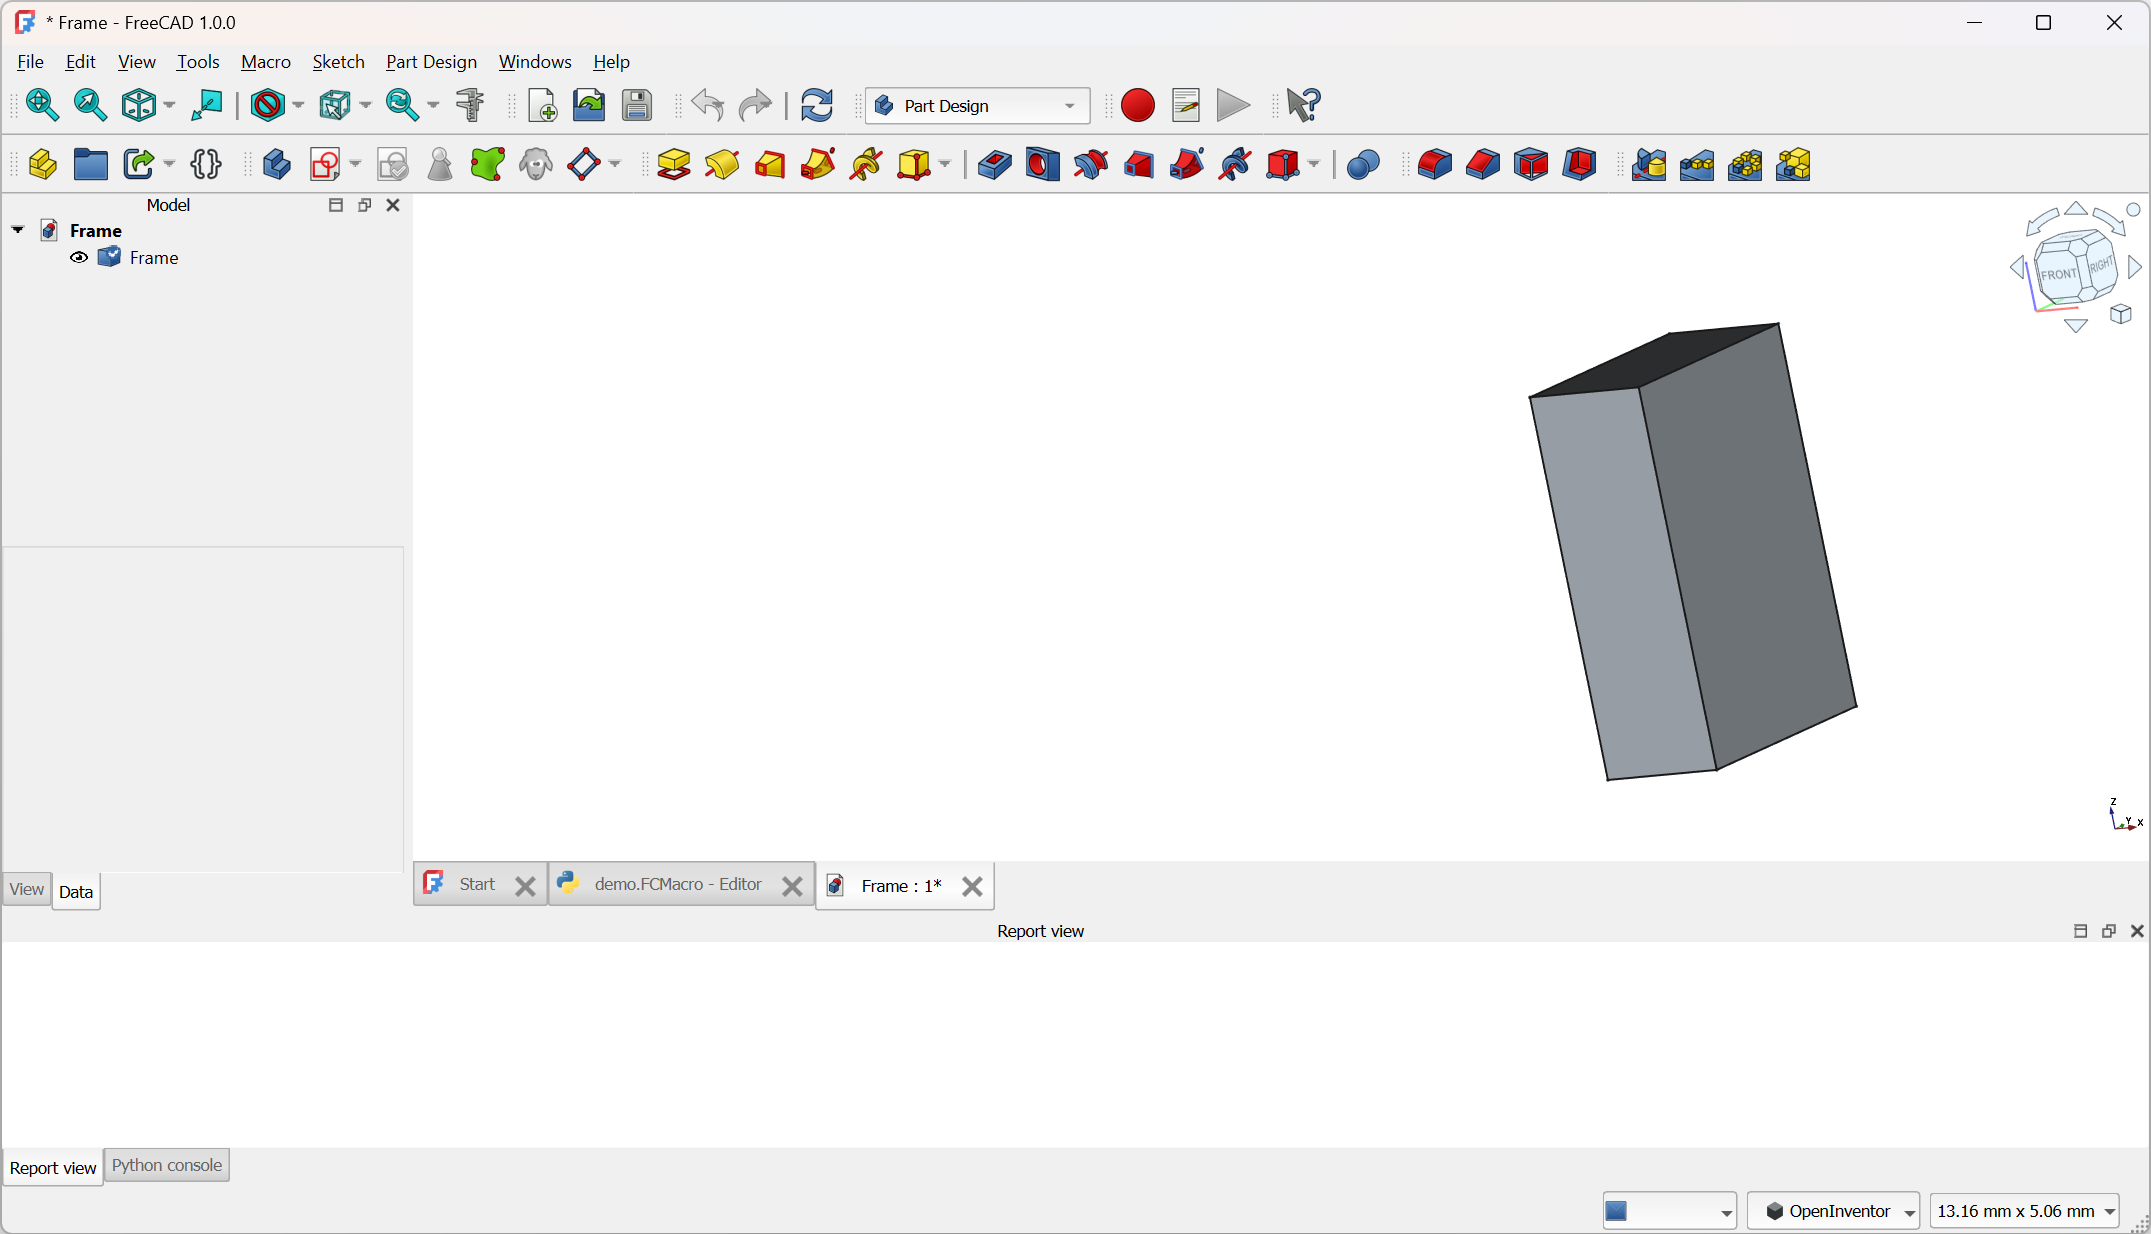 * Frame - FreeCAD 1.0.0
File Edit View Tools Macro Sketch Part Design Windows Help
Part Design
Model
Frame
Frame
FRONT RIGHT
Z
Y X
View Data
Start demo.FCMacro - Editor Frame : 1*
Report view
Report view Python console
OpenInventor 13.16 mm x 5.06 mm